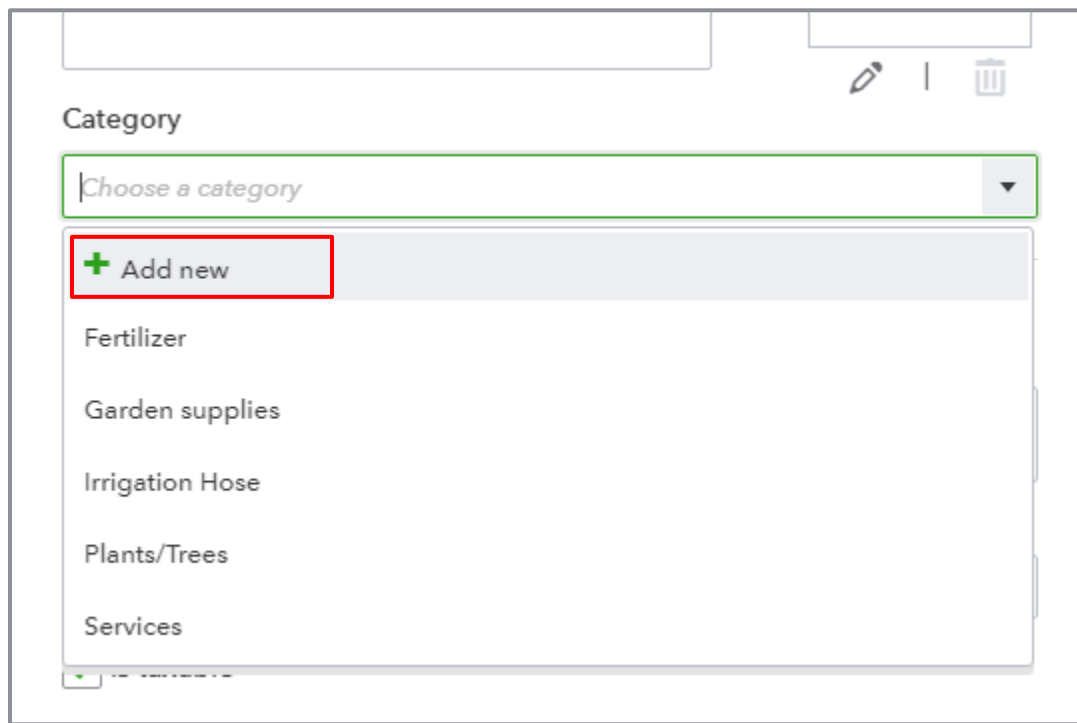 Category
Choose a category
Add new
Fertilizer
Garden supplies
Irrigation Hose
Plants/Trees
Services